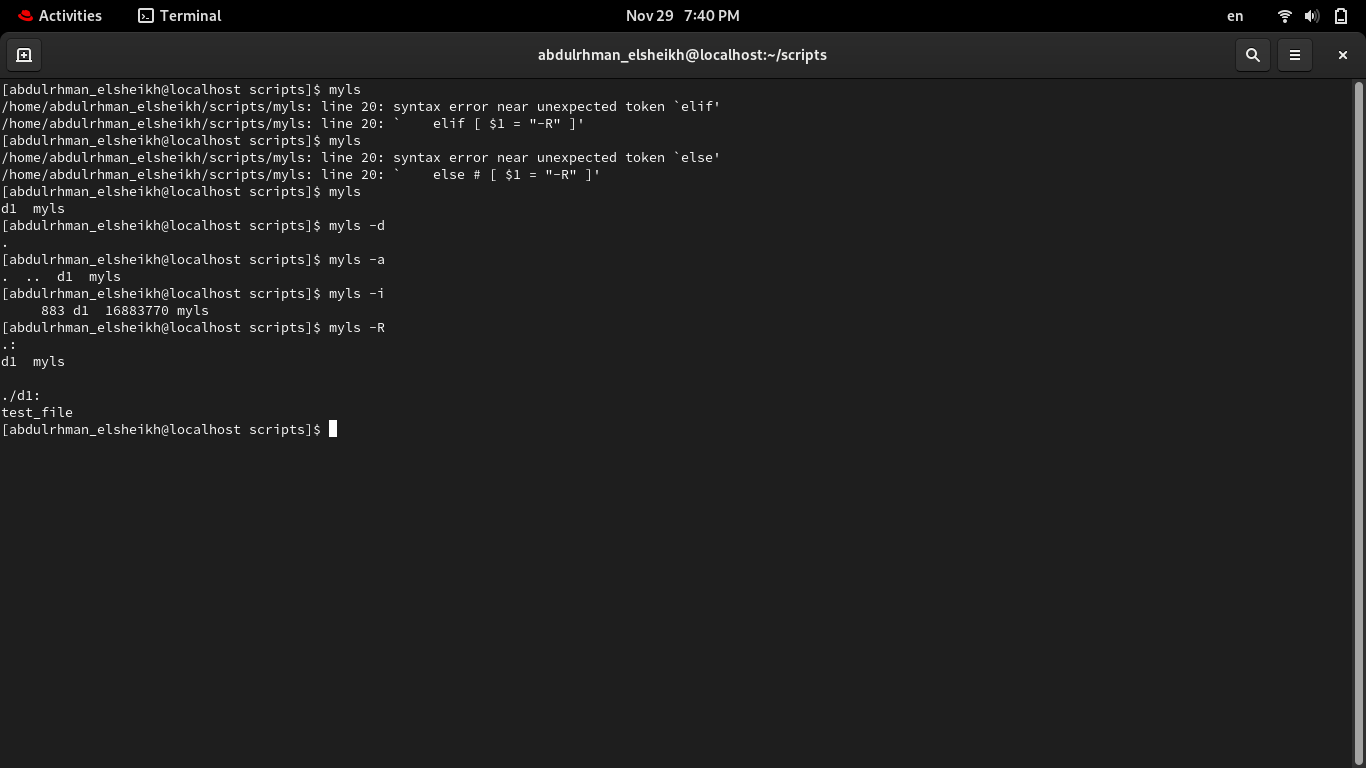 Activities Terminal Nov 29 7:40 PM en
abdulrhman_elsheikh@localhost:~/scripts
[abdulrhman_elsheikh@localhost scripts]$ myls
/home/abdulrhman_elsheikh/scripts/myls: line 20: syntax error near unexpected token `elif'
/home/abdulrhman_elsheikh/scripts/myls: line 20: `    elif [ $1 = "-R" ]'
[abdulrhman_elsheikh@localhost scripts]$ myls
/home/abdulrhman_elsheikh/scripts/myls: line 20: syntax error near unexpected token `else'
/home/abdulrhman_elsheikh/scripts/myls: line 20: `    else # [ $1 = "-R" ]'
[abdulrhman_elsheikh@localhost scripts]$ myls
d1  myls
[abdulrhman_elsheikh@localhost scripts]$ myls -d
.
[abdulrhman_elsheikh@localhost scripts]$ myls -a
.  ..  d1  myls
[abdulrhman_elsheikh@localhost scripts]$ myls -i
     883 d1  16883770 myls
[abdulrhman_elsheikh@localhost scripts]$ myls -R
.:
d1  myls

./d1:
test_file
[abdulrhman_elsheikh@localhost scripts]$